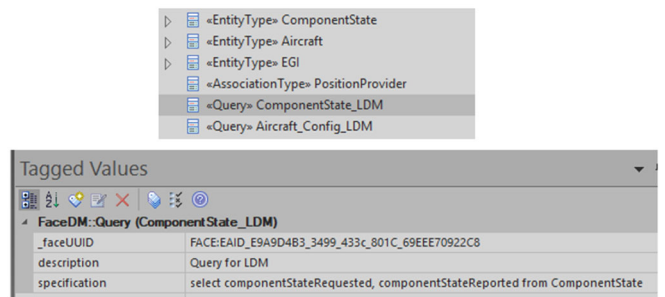 «EntityType» ComponentState
«EntityType» Aircraft
«EntityType» EGI
«AssociationType» PositionProvider
«Query» ComponentState_LDM
«Query» Aircraft_Config_LDM
Tagged Values
FaceDM::Query (ComponentState_LDM)
_faceUUID FACE:EAID_E9A9D4B3_3499_433c_801C_69EEE70922C8
description Query for LDM
specification select componentStateRequested, componentStateReported from ComponentState